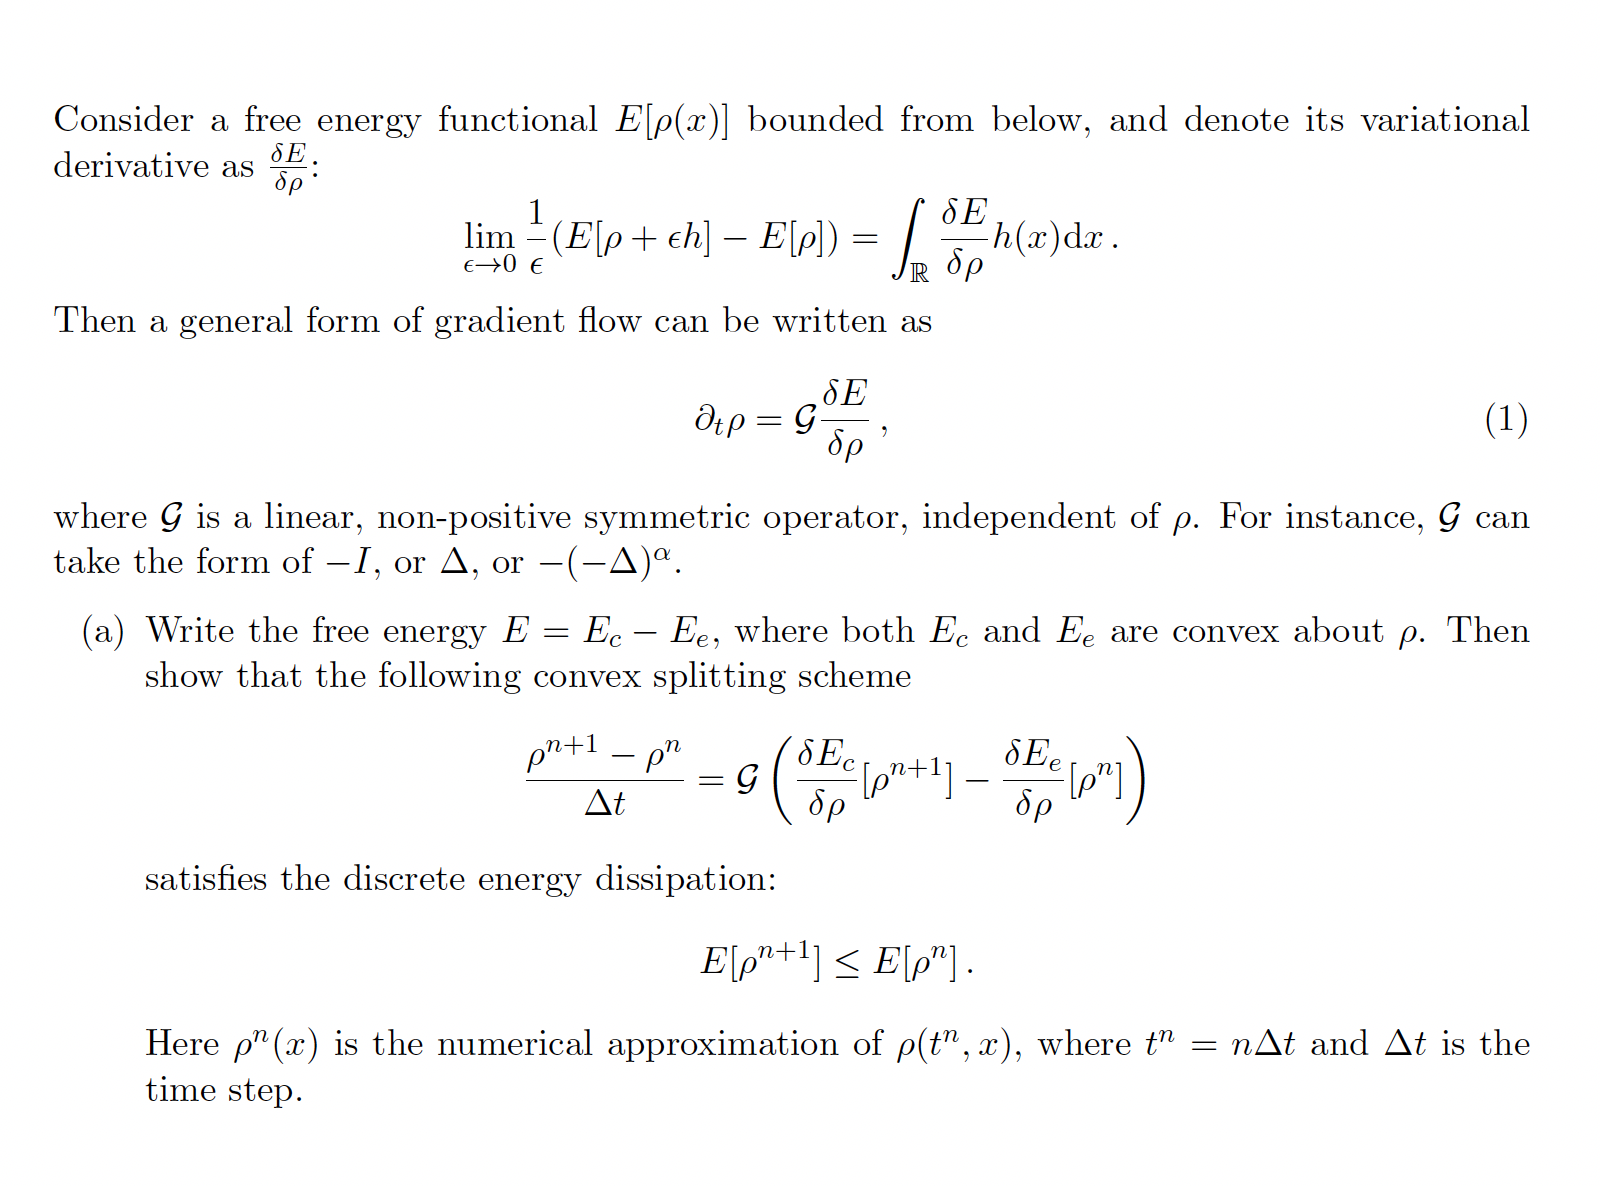 Consider a free energy functional $E[\rho(x)]$ bounded from below, and denote its variational
derivative as $\frac{\delta E}{\delta \rho}$:
$$\lim_{\epsilon \to 0} \frac{1}{\epsilon} (E[\rho + \epsilon h] - E[\rho]) = \int_{\mathbb{R}} \frac{\delta E}{\delta \rho} h(x) \mathrm{d}x \,.$$
Then a general form of gradient flow can be written as
$$\partial_t \rho = \mathcal{G} \frac{\delta E}{\delta \rho} \,, \quad (1)$$
where $\mathcal{G}$ is a linear, non-positive symmetric operator, independent of $\rho$. For instance, $\mathcal{G}$ can
take the form of $-I$, or $\Delta$, or $-(-\Delta)^\alpha$.
(a) Write the free energy $E = E_c - E_e$, where both $E_c$ and $E_e$ are convex about $\rho$. Then
show that the following convex splitting scheme
$$\frac{\rho^{n+1} - \rho^n}{\Delta t} = \mathcal{G} \left( \frac{\delta E_c}{\delta \rho} [\rho^{n+1}] - \frac{\delta E_e}{\delta \rho} [\rho^n] \right)$$
satisfies the discrete energy dissipation:
$$E[\rho^{n+1}] \leq E[\rho^n] \,.$$
Here $\rho^n(x)$ is the numerical approximation of $\rho(t^n, x)$, where $t^n = n\Delta t$ and $\Delta t$ is the
time step.